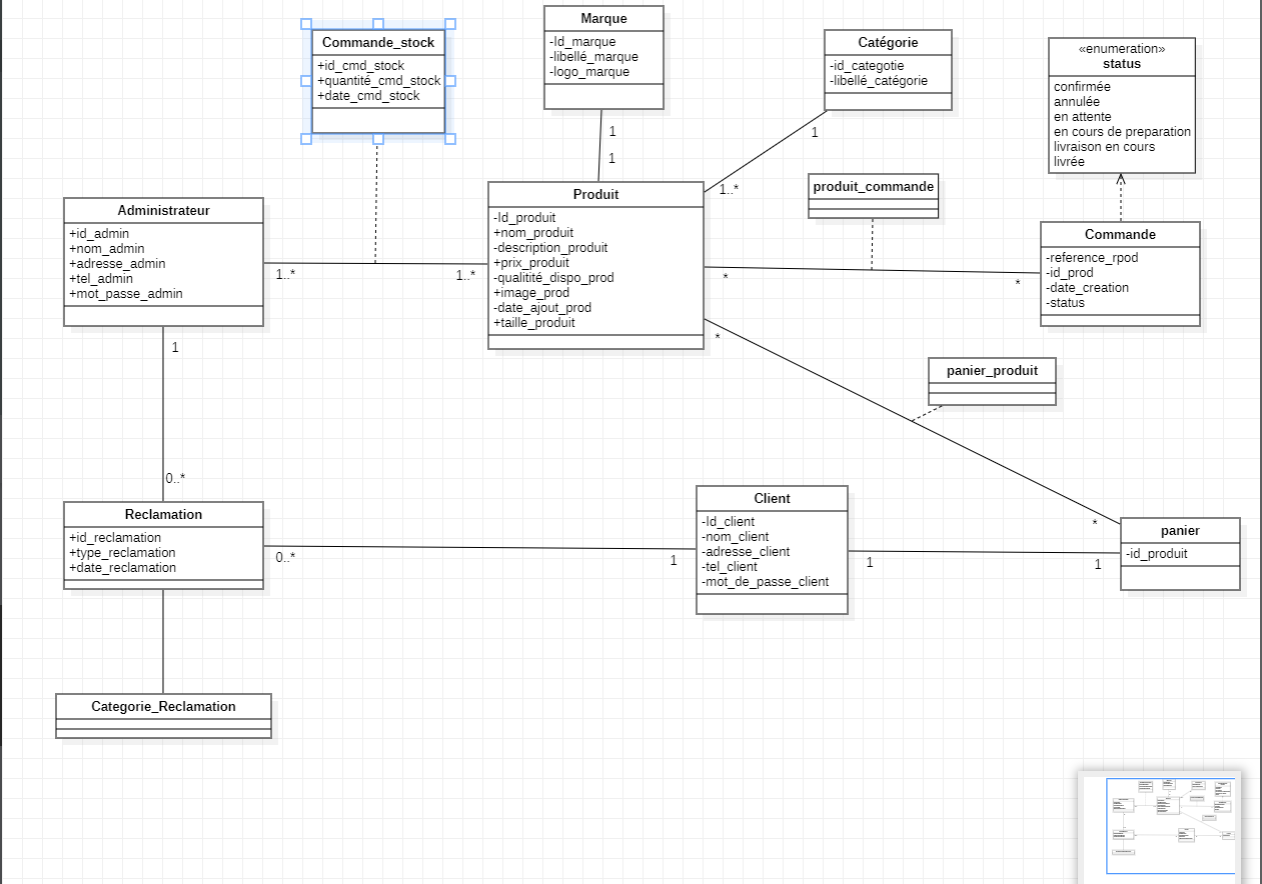 Commande_stock
+id_cmd_stock
+quantité_cmd_stock
+date_cmd_stock
Marque
-Id_marque
-libellé_marque
-logo_marque
Catégorie
-id_categotie
-libellé_catégorie
«enumeration»
status
confirmée
annulée
en attente
en cours de preparation
livraison en cours
livrée
1
1
1
1..*
produit_commande
Administrateur
+id_admin
+nom_admin
+adresse_admin
+tel_admin
+mot_passe_admin
1..*
1..*
Produit
-Id_produit
+nom_produit
-description_produit
+prix_produit
-qualitité_dispo_prod
+image_prod
-date_ajout_prod
+taille_produit
*
*
Commande
-reference_rpod
-id_prod
-date_creation
-status
1
*
panier_produit
0..*
Reclamation
+id_reclamation
+type_reclamation
+date_reclamation
0..*
1
Client
-Id_client
-nom_client
-adresse_client
-tel_client
-mot_de_passe_client
1
1
*
panier
-id_produit
Categorie_Reclamation